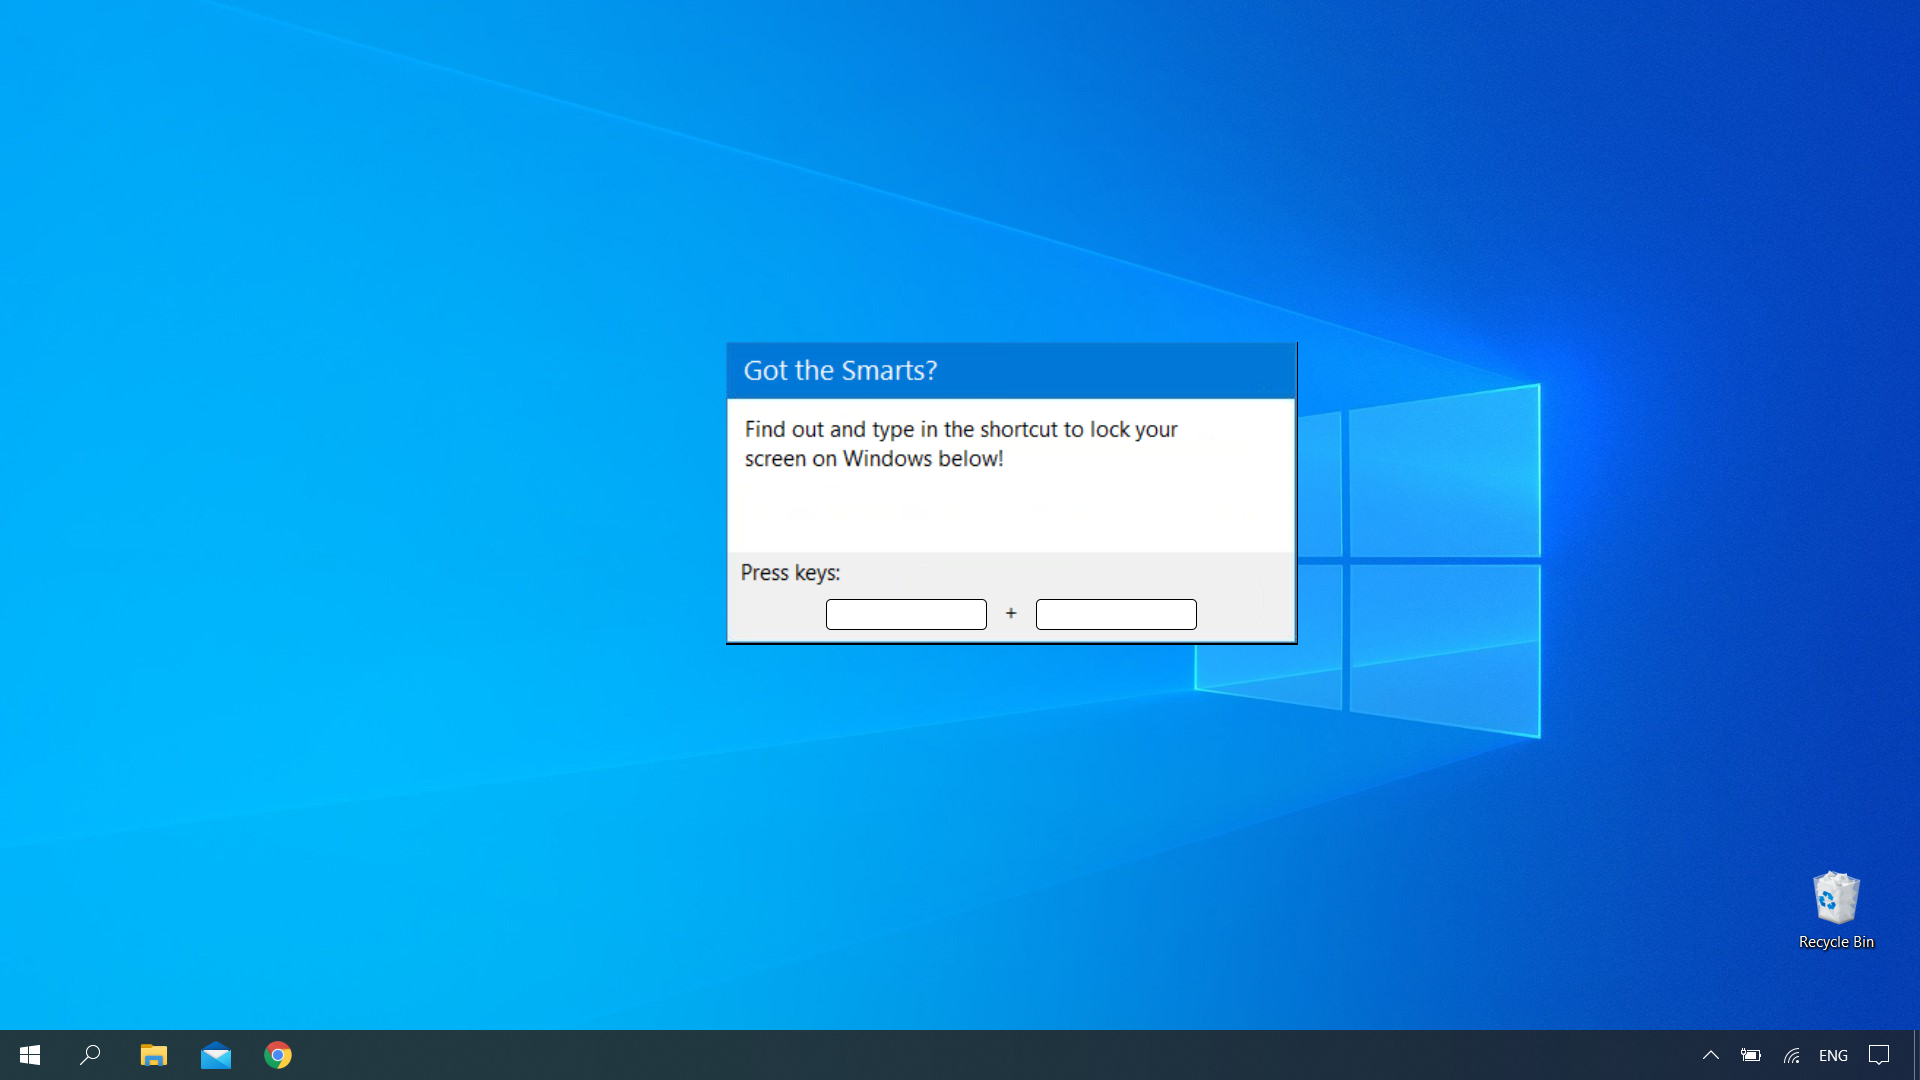 Got the Smarts?
Find out and type in the shortcut to lock your
screen on Windows below!
Press keys:
+
Recycle Bin
ENG